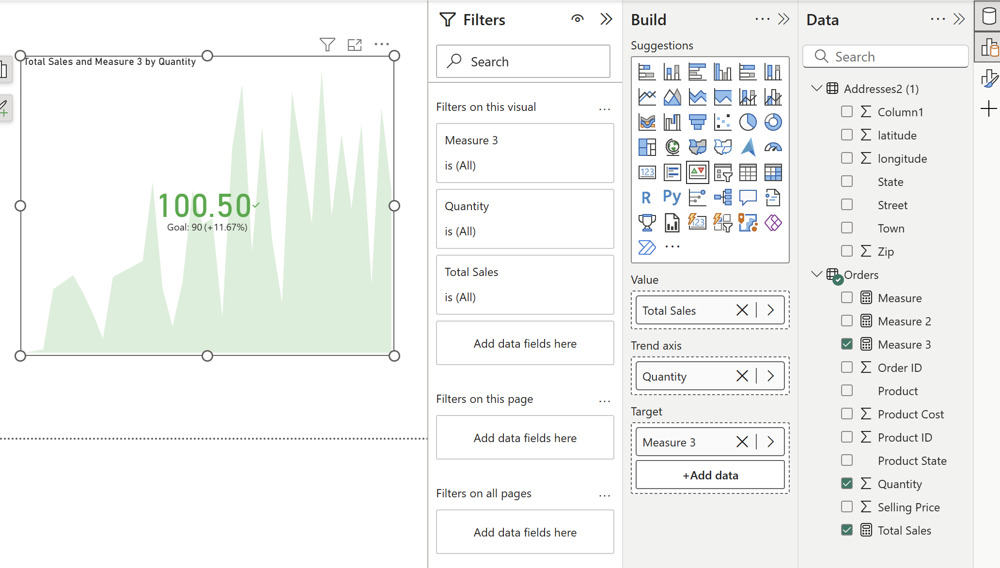 Total Sales and Measure 3 by Quantity
100.50
Goal: 90 (+11.67%)
Filters
Search
Filters on this visual
Measure 3
is (All)
Quantity
is (All)
Total Sales
is (All)
Add data fields here
Filters on this page
Add data fields here
Filters on all pages
Add data fields here
Build
Suggestions
123
R
Py
123
Value
Total Sales
Trend axis
Quantity
Target
Measure 3
+Add data
Data
Search
Addresses2 (1)
Column1
latitude
longitude
State
Street
Town
Zip
Orders
Measure
Measure 2
Measure 3
Order ID
Product
Product Cost
Product ID
Product State
Quantity
Selling Price
Total Sales